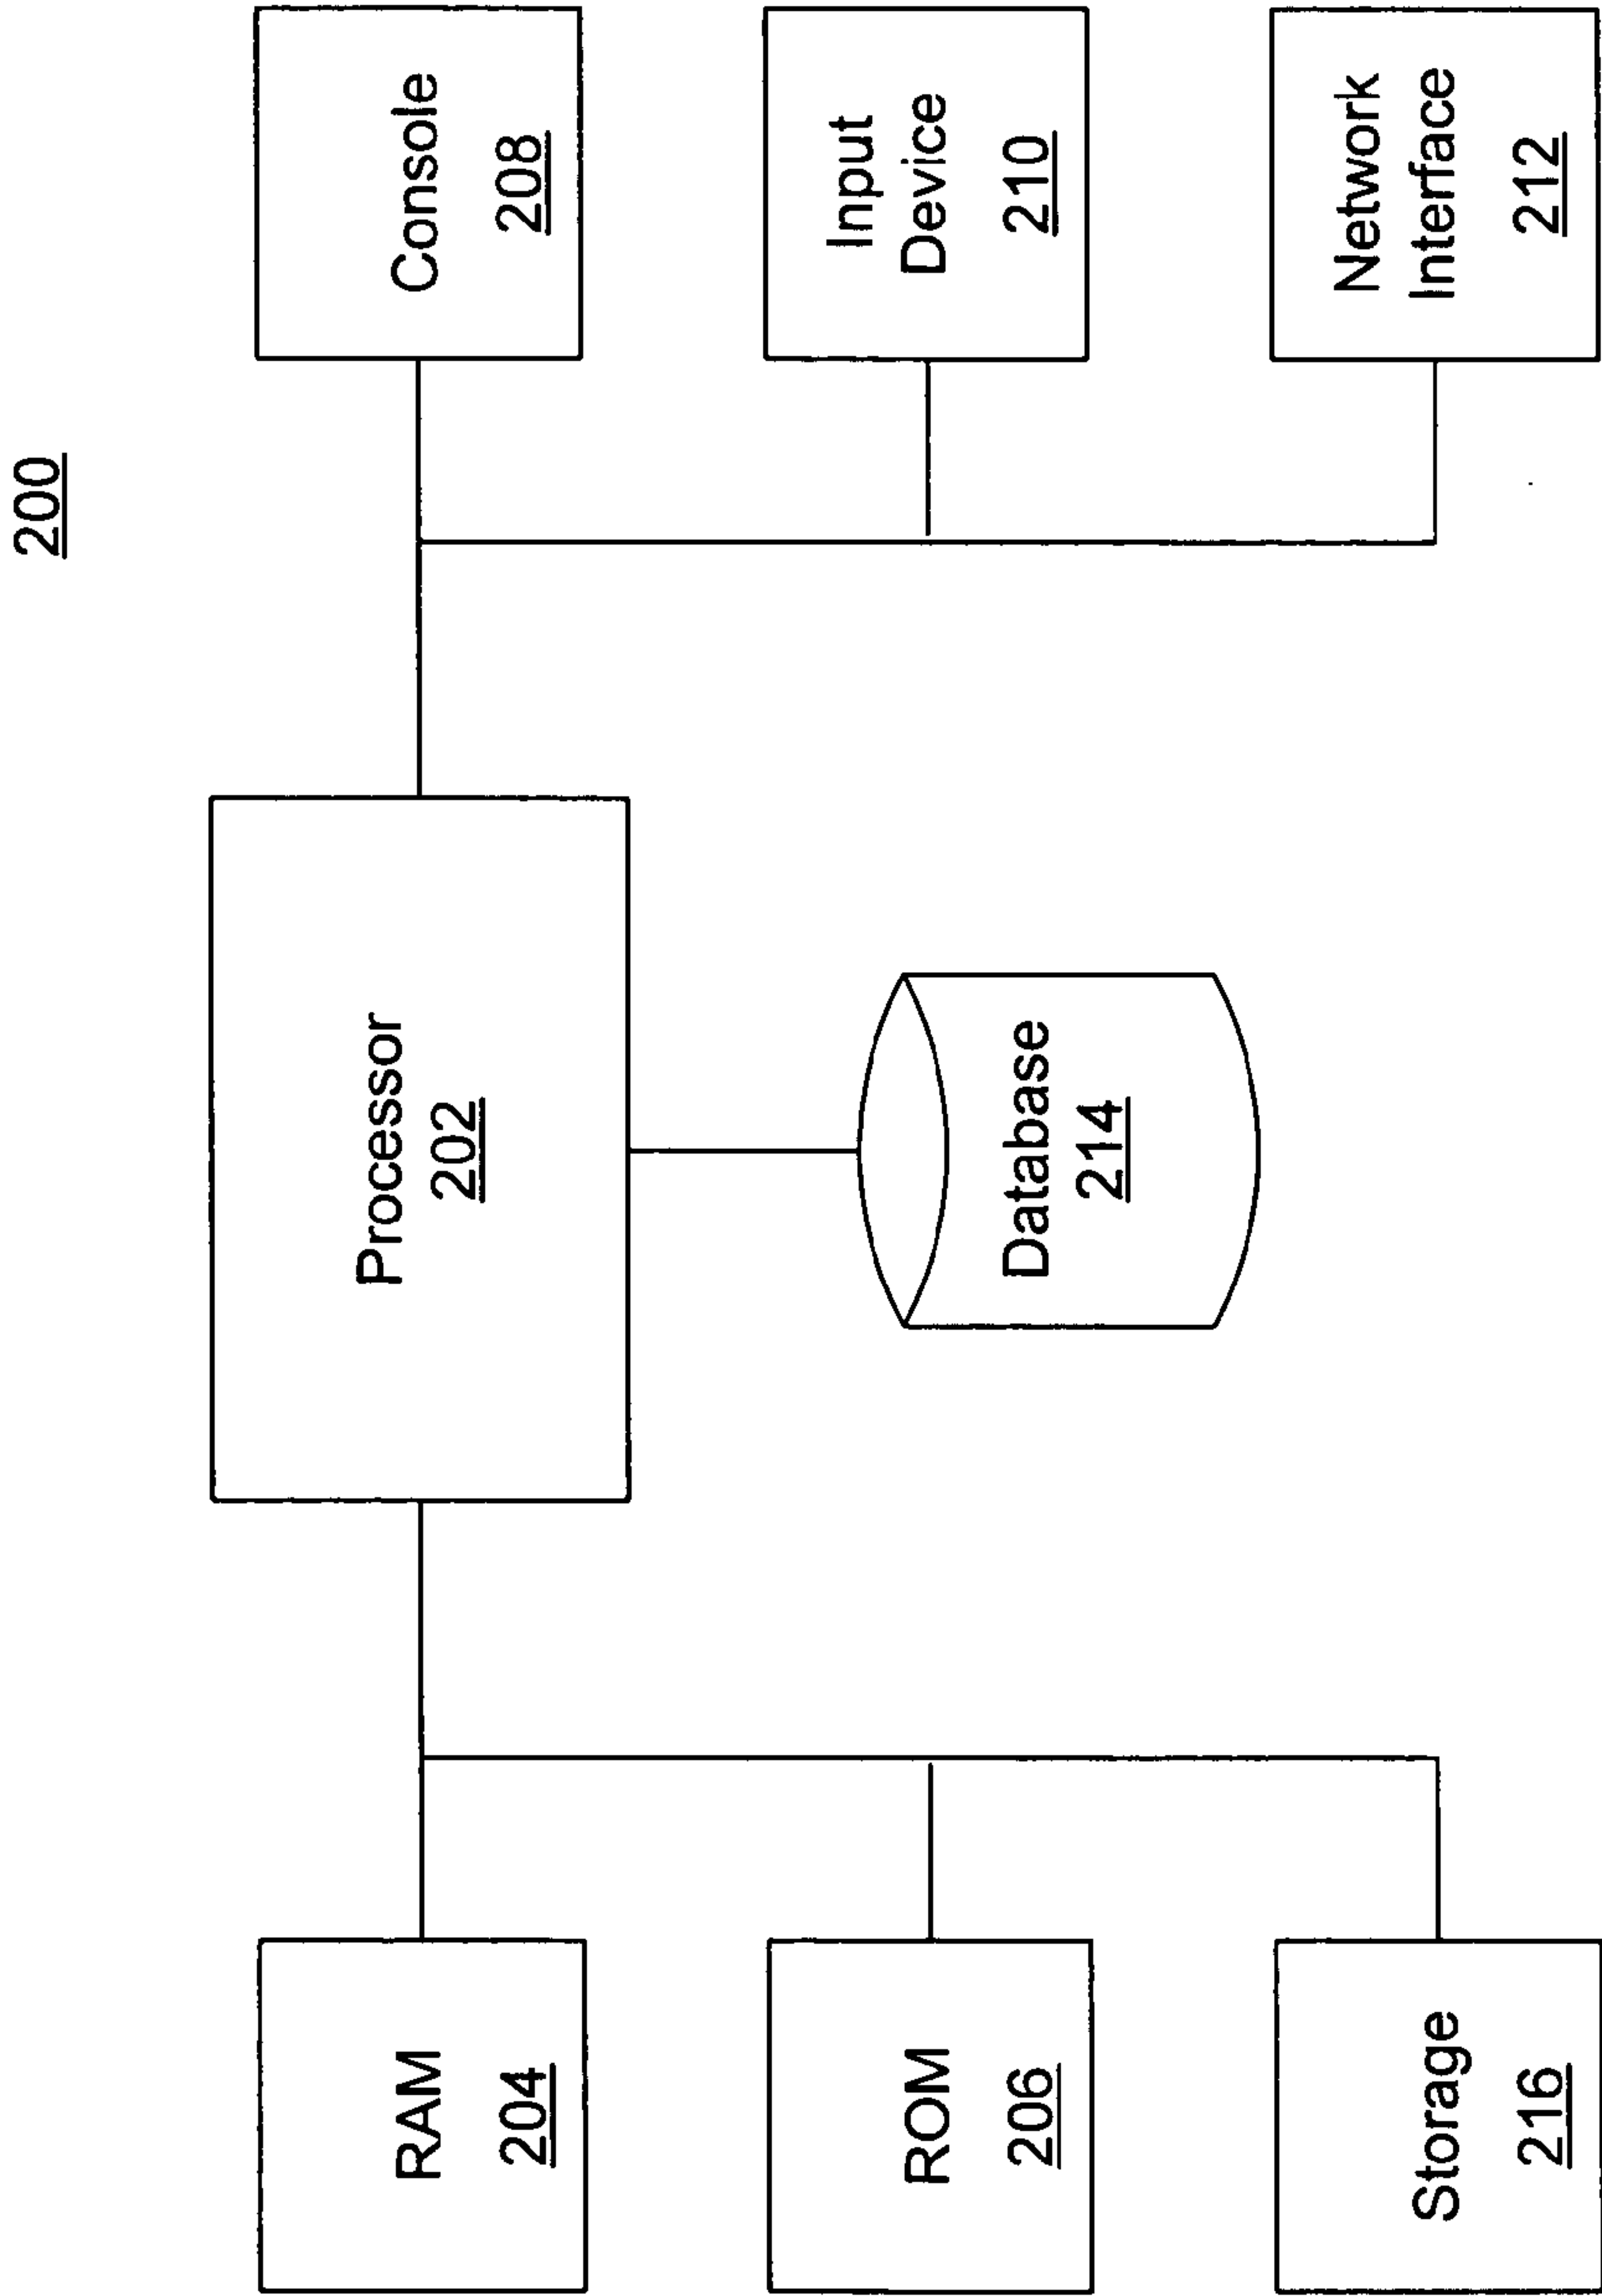 200
RAM
204
Processor
202
Console
208
ROM
206
Database
214
Input
Device
210
Storage
216
Network
Interface
212